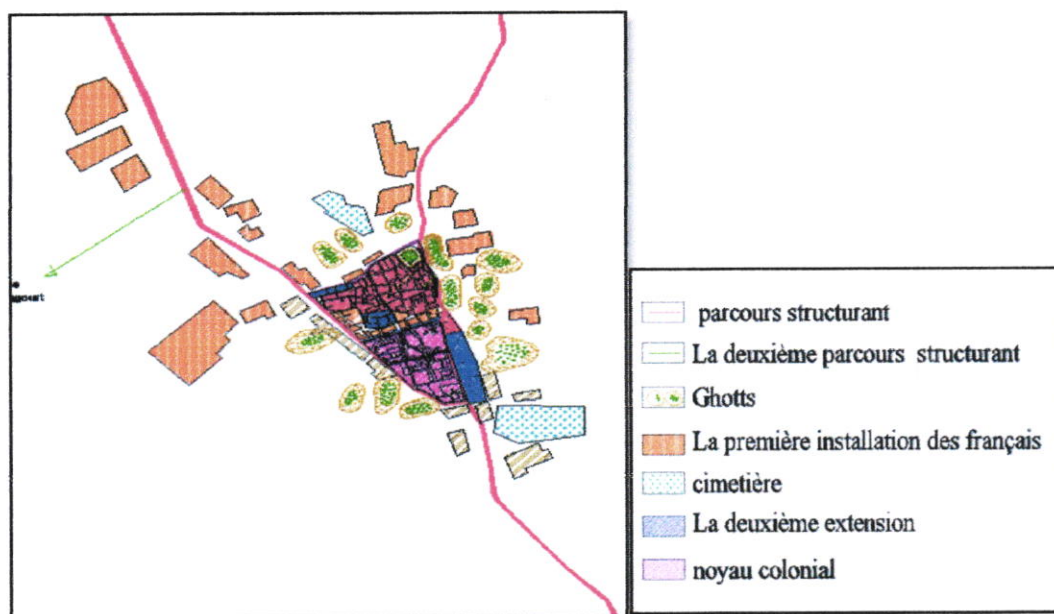 parcours structurant
La deuxième parcours structurant
Ghotts
La première installation des français
cimetière
La deuxième extension
noyau colonial